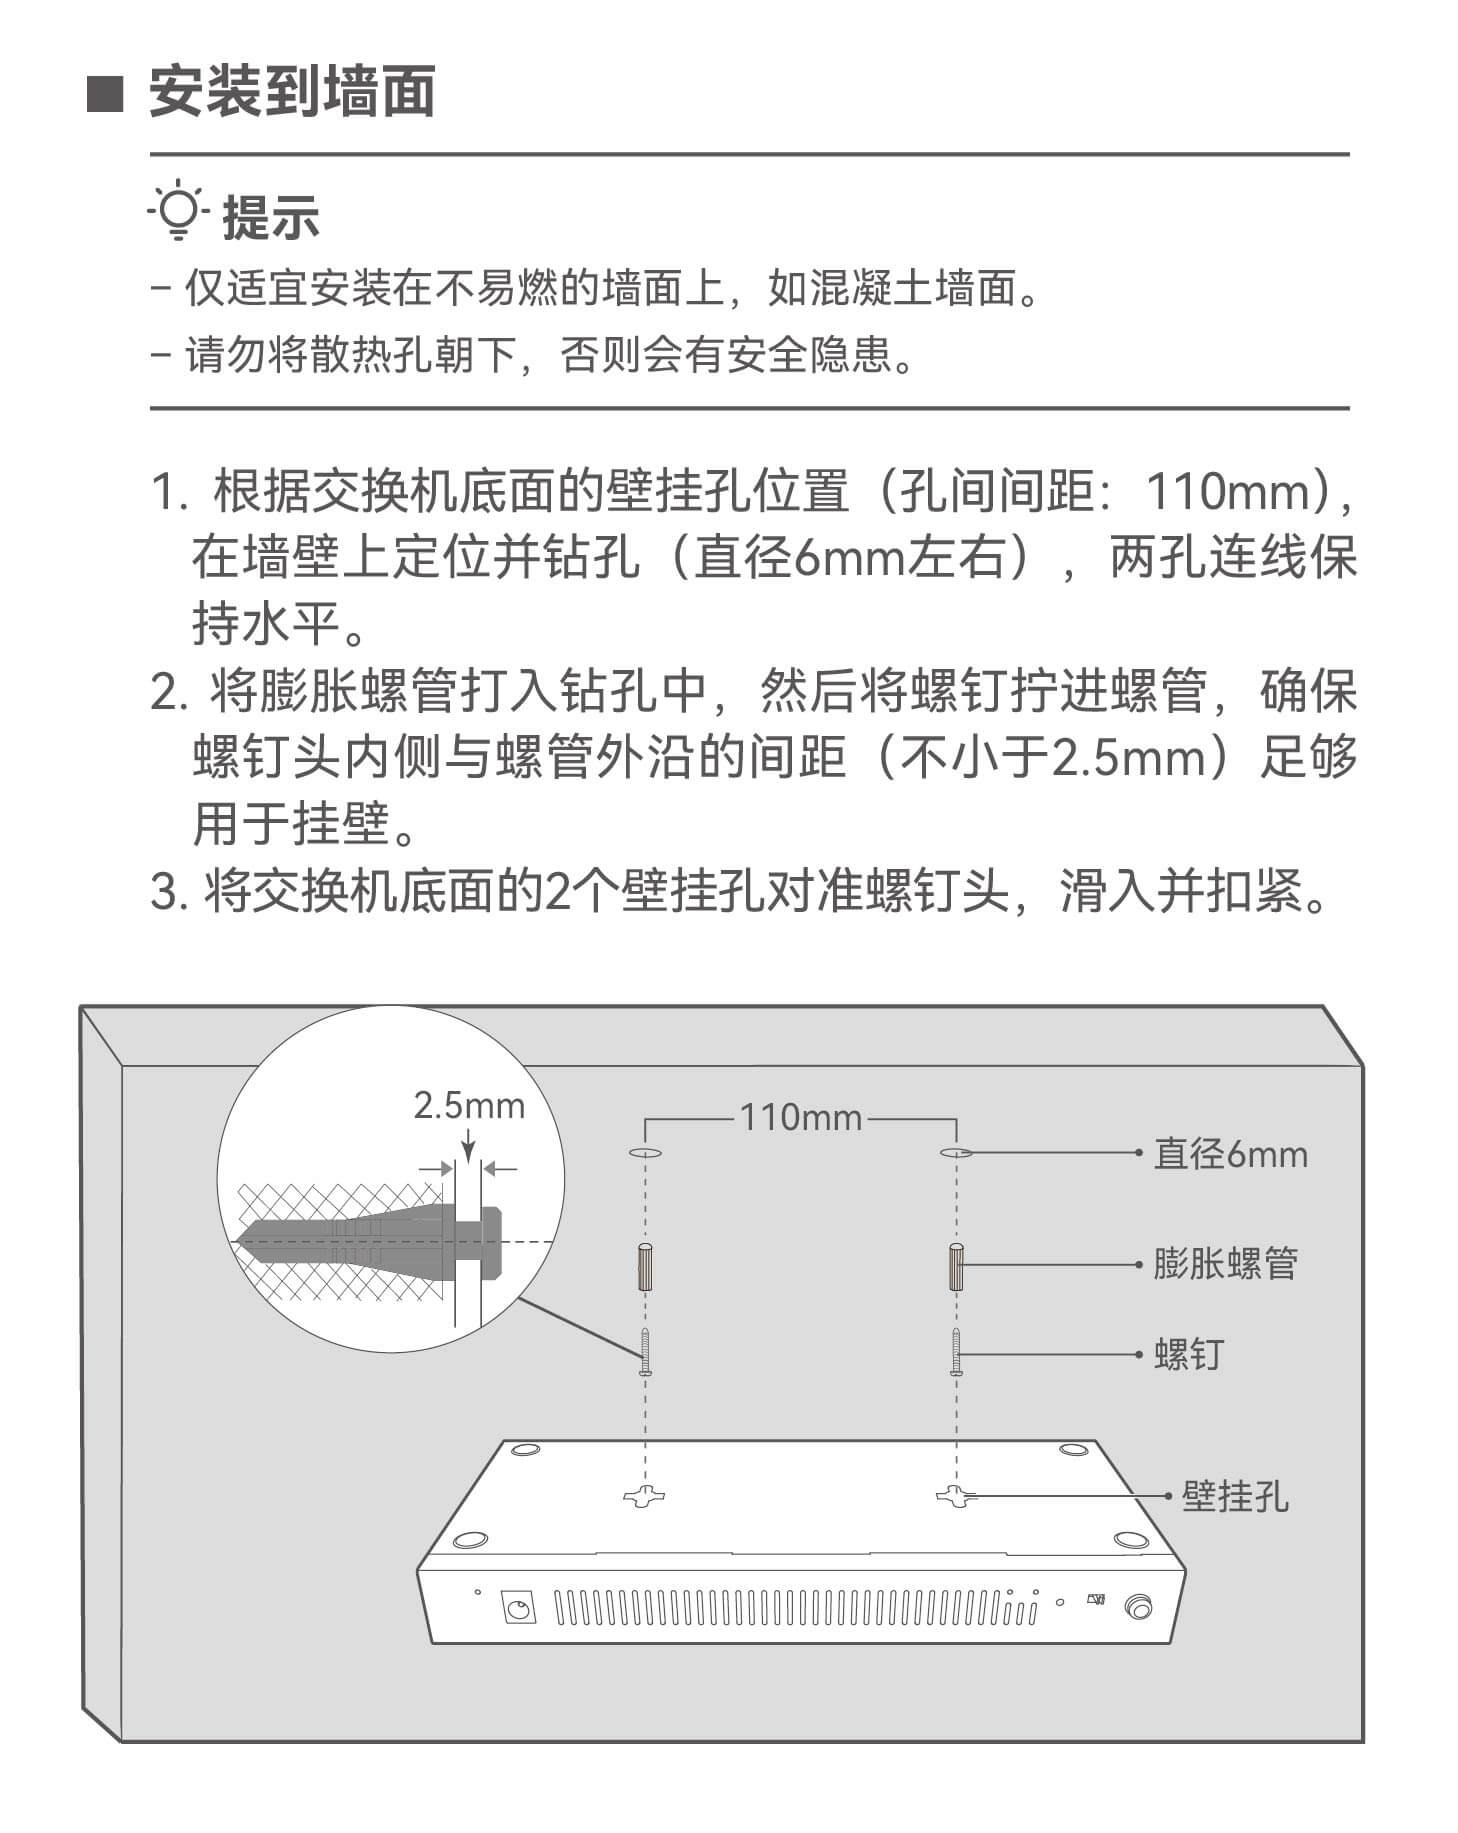 ■ 安装到墙面
提示
– 仅适宜安装在不易燃的墙面上，如混凝土墙面。
– 请勿将散热孔朝下，否则会有安全隐患。
1. 根据交换机底面的壁挂孔位置（孔间间距：110mm），
在墙壁上定位并钻孔（直径6mm左右），两孔连线保
持水平。
2. 将膨胀螺管打入钻孔中，然后将螺钉拧进螺管，确保
螺钉头内侧与螺管外沿的间距（不小于2.5mm）足够
用于挂壁。
3. 将交换机底面的2个壁挂孔对准螺钉头，滑入并扣紧。
2.5mm
110mm
直径6mm
膨胀螺管
螺钉
壁挂孔